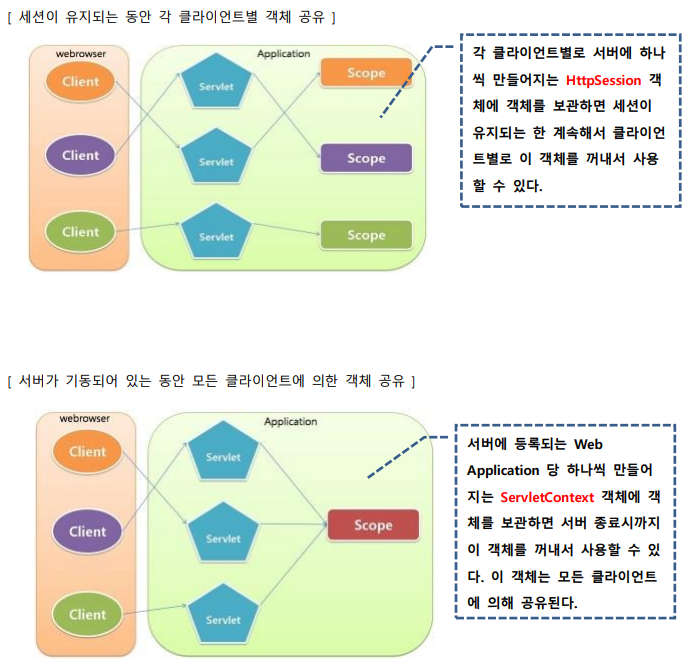 [ 세션이 유지되는 동안 각 클라이언트별 객체 공유 ]
webrowser
Application
Client
Servlet
Scope
Client
Servlet
Scope
Client
Servlet
Scope
각 클라이언트별로 서버에 하나
씩 만들어지는 HttpSession 객
체에 객체를 보관하면 세션이
유지되는 한 계속해서 클라이언
트별로 이 객체를 꺼내서 사용
할 수 있다.
[ 서버가 기동되어 있는 동안 모든 클라이언트에 의한 객체 공유 ]
webrowser
Application
Client
Servlet
Client
Servlet
Scope
Client
Servlet
서버에 등록되는 Web
Application 당 하나씩 만들어
지는 ServletContext 객체에 객
체를 보관하면 서버 종료시까지
이 객체를 꺼내서 사용할 수 있
다. 이 객체는 모든 클라이언트
에 의해 공유된다.